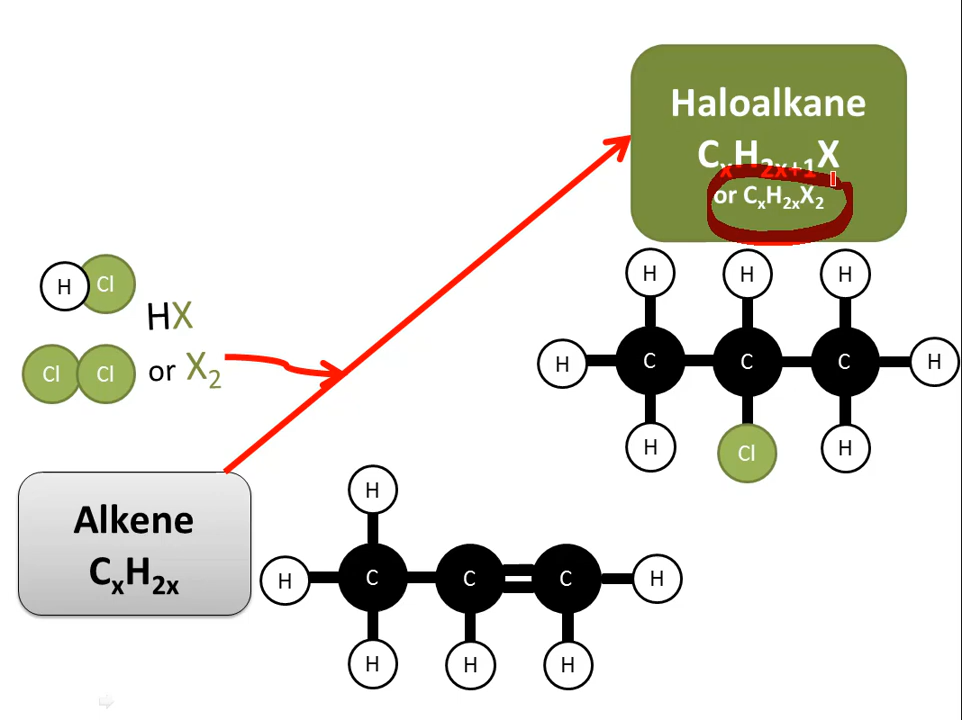 Haloalkane
CₓH₂ₓ₊₁X
or CₓH₂ₓX₂
H Cl
HX
Cl Cl
or X₂
H H H
H C C C H
H Cl H
Alkene
CₓH₂ₓ
H
H C C C H
H H H